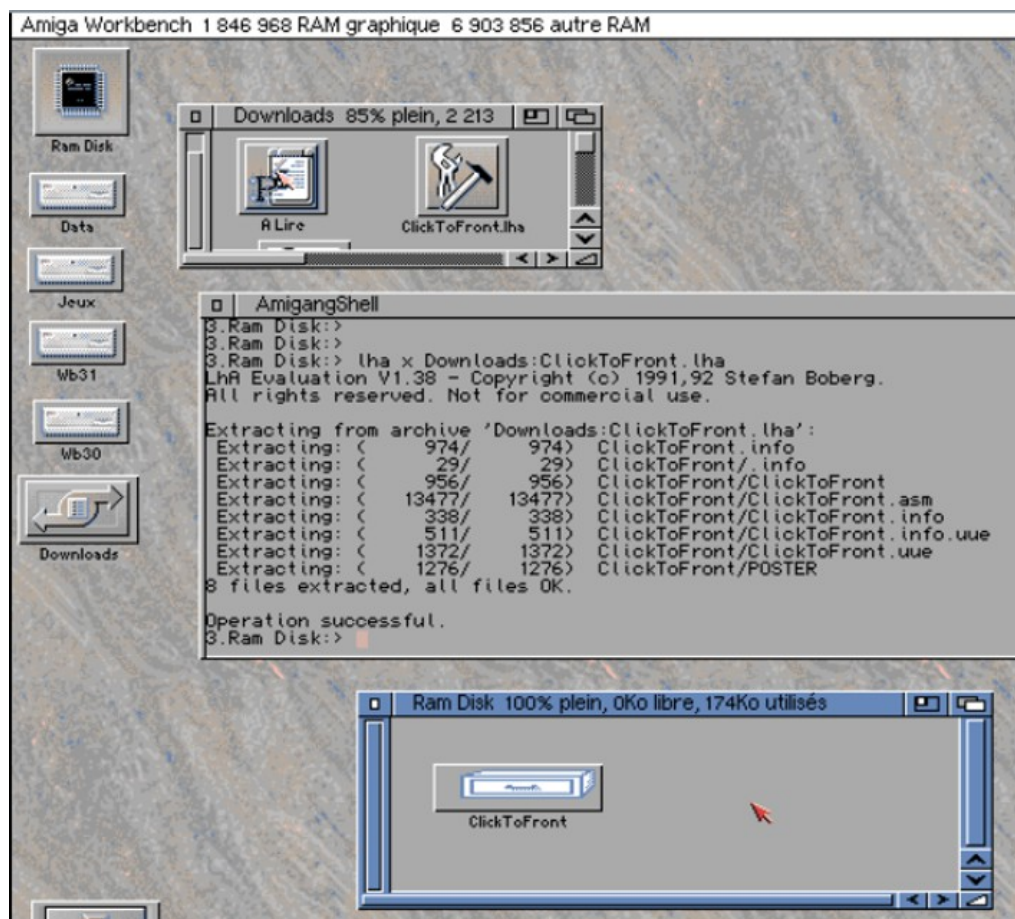 Amiga Workbench 1 846 968 RAM graphique 6 903 856 autre RAM
Ram Disk
Data
Jeux
Wb31
Wb30
Downloads
Downloads 85% plein, 2 213
A Lire
ClickToFront.lha
AmigangShell
3.Ram Disk:>
3.Ram Disk:>
3.Ram Disk:> lha x Downloads:ClickToFront.lha
LhA Evaluation V1.38 - Copyright (c) 1991,92 Stefan Boberg.
All rights reserved. Not for commercial use.
Extracting from archive 'Downloads:ClickToFront.lha':
Extracting: ( 974/ 974) ClickToFront.info
Extracting: ( 29/ 29) ClickToFront/.info
Extracting: ( 956/ 956) ClickToFront/ClickToFront
Extracting: ( 13477/ 13477) ClickToFront/ClickToFront.asm
Extracting: ( 338/ 338) ClickToFront/ClickToFront.info
Extracting: ( 511/ 511) ClickToFront/ClickToFront.info.uue
Extracting: ( 1372/ 1372) ClickToFront/ClickToFront.uue
Extracting: ( 1276/ 1276) ClickToFront/POSTER
8 files extracted, all files OK.
Operation successful.
3.Ram Disk:>
Ram Disk 100% plein, 0Ko libre, 174Ko utilisés
ClickToFront